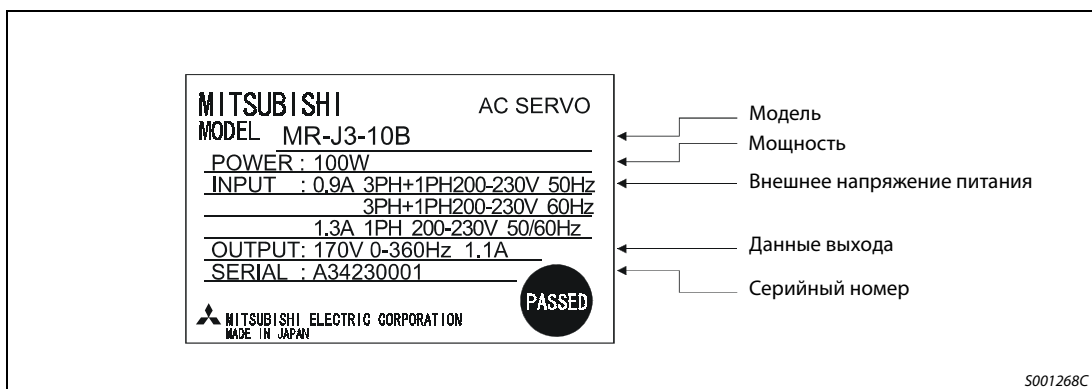 MITSUBISHI AC SERVO
MODEL MR-J3-10B
POWER : 100W
INPUT : 0.9A 3PH+1PH200-230V 50Hz
3PH+1PH200-230V 60Hz
1.3A 1PH 200-230V 50/60Hz
OUTPUT: 170V 0-360Hz 1.1A
SERIAL : A34230001
PASSED
MITSUBISHI ELECTRIC CORPORATION
MADE IN JAPAN
Модель
Мощность
Внешнее напряжение питания
Данные выхода
Серийный номер
S001268C